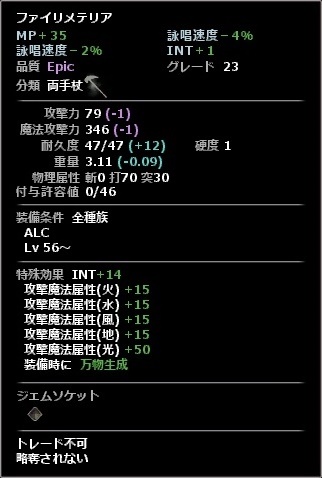 ファイリメテリア
MP+35 詠唱速度-4%
詠唱速度-2% INT+1
品質 Epic グレード 23
分類 両手杖
攻撃力 79 (-1)
魔法攻撃力 346 (-1)
耐久度 47/47 (+12) 硬度 1
重量 3.11 (-0.09)
物理属性 斬0 打70 突30
付与許容値 0/46
装備条件 全種族
ALC
Lv 56～
特殊効果 INT+14
攻撃魔法属性(火) +15
攻撃魔法属性(水) +15
攻撃魔法属性(風) +15
攻撃魔法属性(地) +15
攻撃魔法属性(光) +50
装備時に 万物生成
ジェムソケット
トレード不可
略奪されない